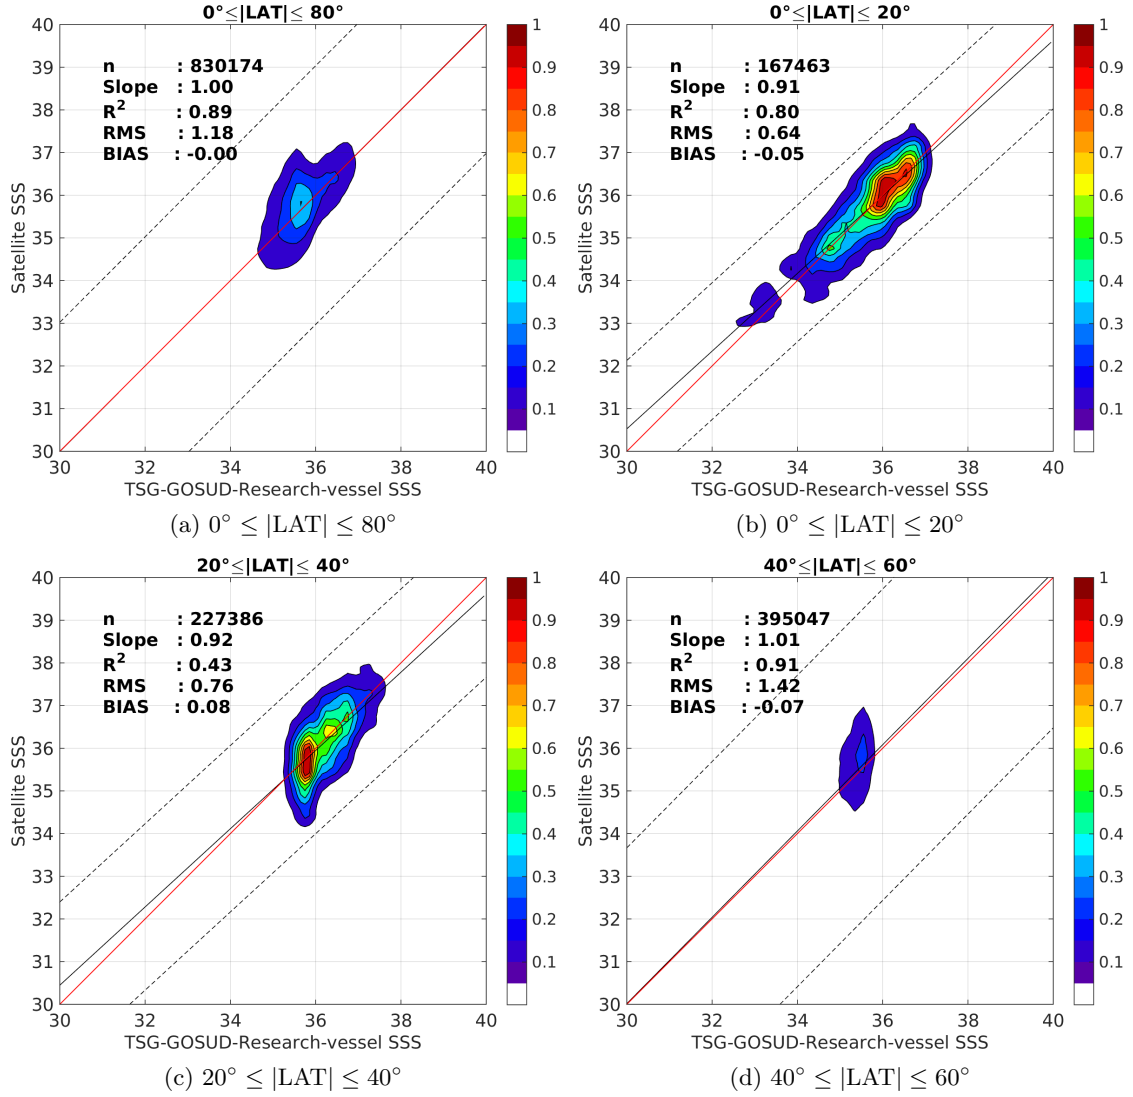 0°≤|LAT|≤ 80°
n : 830174
Slope : 1.00
R2 : 0.89
RMS : 1.18
BIAS : -0.00
40
39
38
37
36
35
34
33
32
31
30
30 32 34 36 38 40
Satellite SSS
TSG-GOSUD-Research-vessel SSS
1
0.9
0.8
0.7
0.6
0.5
0.4
0.3
0.2
0.1
(a) 0° ≤ |LAT| ≤ 80°
0°≤|LAT|≤ 20°
n : 167463
Slope : 0.91
R2 : 0.80
RMS : 0.64
BIAS : -0.05
40
39
38
37
36
35
34
33
32
31
30
30 32 34 36 38 40
Satellite SSS
TSG-GOSUD-Research-vessel SSS
1
0.9
0.8
0.7
0.6
0.5
0.4
0.3
0.2
0.1
(b) 0° ≤ |LAT| ≤ 20°
20°≤|LAT|≤ 40°
n : 227386
Slope : 0.92
R2 : 0.43
RMS : 0.76
BIAS : 0.08
40
39
38
37
36
35
34
33
32
31
30
30 32 34 36 38 40
Satellite SSS
TSG-GOSUD-Research-vessel SSS
1
0.9
0.8
0.7
0.6
0.5
0.4
0.3
0.2
0.1
(c) 20° ≤ |LAT| ≤ 40°
40°≤|LAT|≤ 60°
n : 395047
Slope : 1.01
R2 : 0.91
RMS : 1.42
BIAS : -0.07
40
39
38
37
36
35
34
33
32
31
30
30 32 34 36 38 40
Satellite SSS
TSG-GOSUD-Research-vessel SSS
1
0.9
0.8
0.7
0.6
0.5
0.4
0.3
0.2
0.1
(d) 40° ≤ |LAT| ≤ 60°